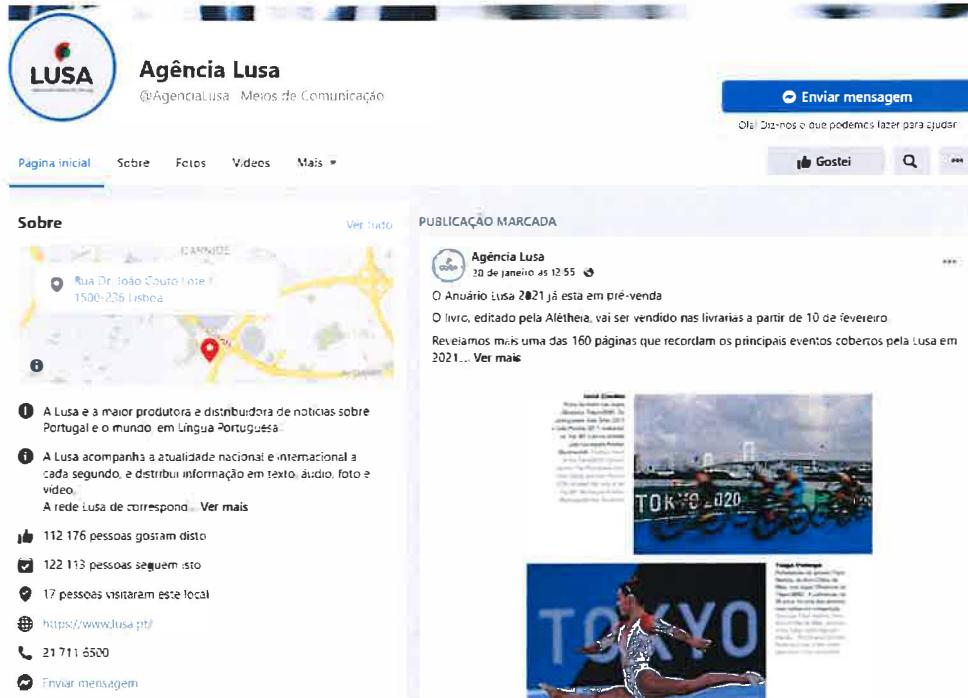 LUSA
Agência Lusa
@AgenciaLusa · Meios de Comunicação
Enviar mensagem
Olá! Diz-nos o que podemos fazer para ajudar
Página inicial Sobre Fotos Vídeos Mais
Gostei
Sobre
Ver tudo
CARNIDE
Rua Dr. João Couto Lote
1500-236 Lisboa
A Lusa é a maior produtora e distribuidora de notícias sobre
Portugal e o mundo, em Língua Portuguesa
A Lusa acompanha a atualidade nacional e internacional a
cada segundo, e distribui informação em texto, áudio, foto e
vídeo.
A rede Lusa de correspond... Ver mais
112 176 pessoas gostam disto
122 113 pessoas seguem isto
17 pessoas visitaram este local
https://www.lusa.pt/
21 711 6500
Enviar mensagem
PUBLICAÇÃO MARCADA
Agência Lusa
20 de janeiro às 12:55
O Anuário Lusa 2021 já está em pré-venda
O livro, editado pela Alêtheia, vai ser vendido nas livrarias a partir de 10 de fevereiro
Revelamos mais uma das 160 páginas que recordam os principais eventos cobertos pela Lusa em
2021... Ver mais
TOKYO 2020
TOKYO